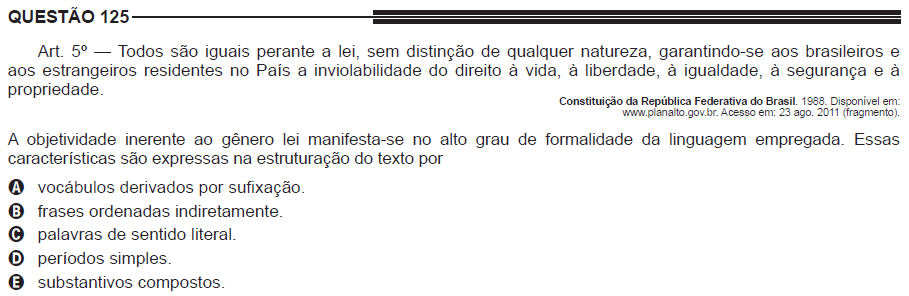 QUESTÃO 125
Art. 5º — Todos são iguais perante a lei, sem distinção de qualquer natureza, garantindo-se aos brasileiros e
aos estrangeiros residentes no País a inviolabilidade do direito à vida, à liberdade, à igualdade, à segurança e à
propriedade.
Constituição da República Federativa do Brasil. 1988. Disponível em:
www.planalto.gov.br. Acesso em: 23 ago. 2011 (fragmento).
A objetividade inerente ao gênero lei manifesta-se no alto grau de formalidade da linguagem empregada. Essas
características são expressas na estruturação do texto por
A vocábulos derivados por sufixação.
B frases ordenadas indiretamente.
C palavras de sentido literal.
D períodos simples.
E substantivos compostos.